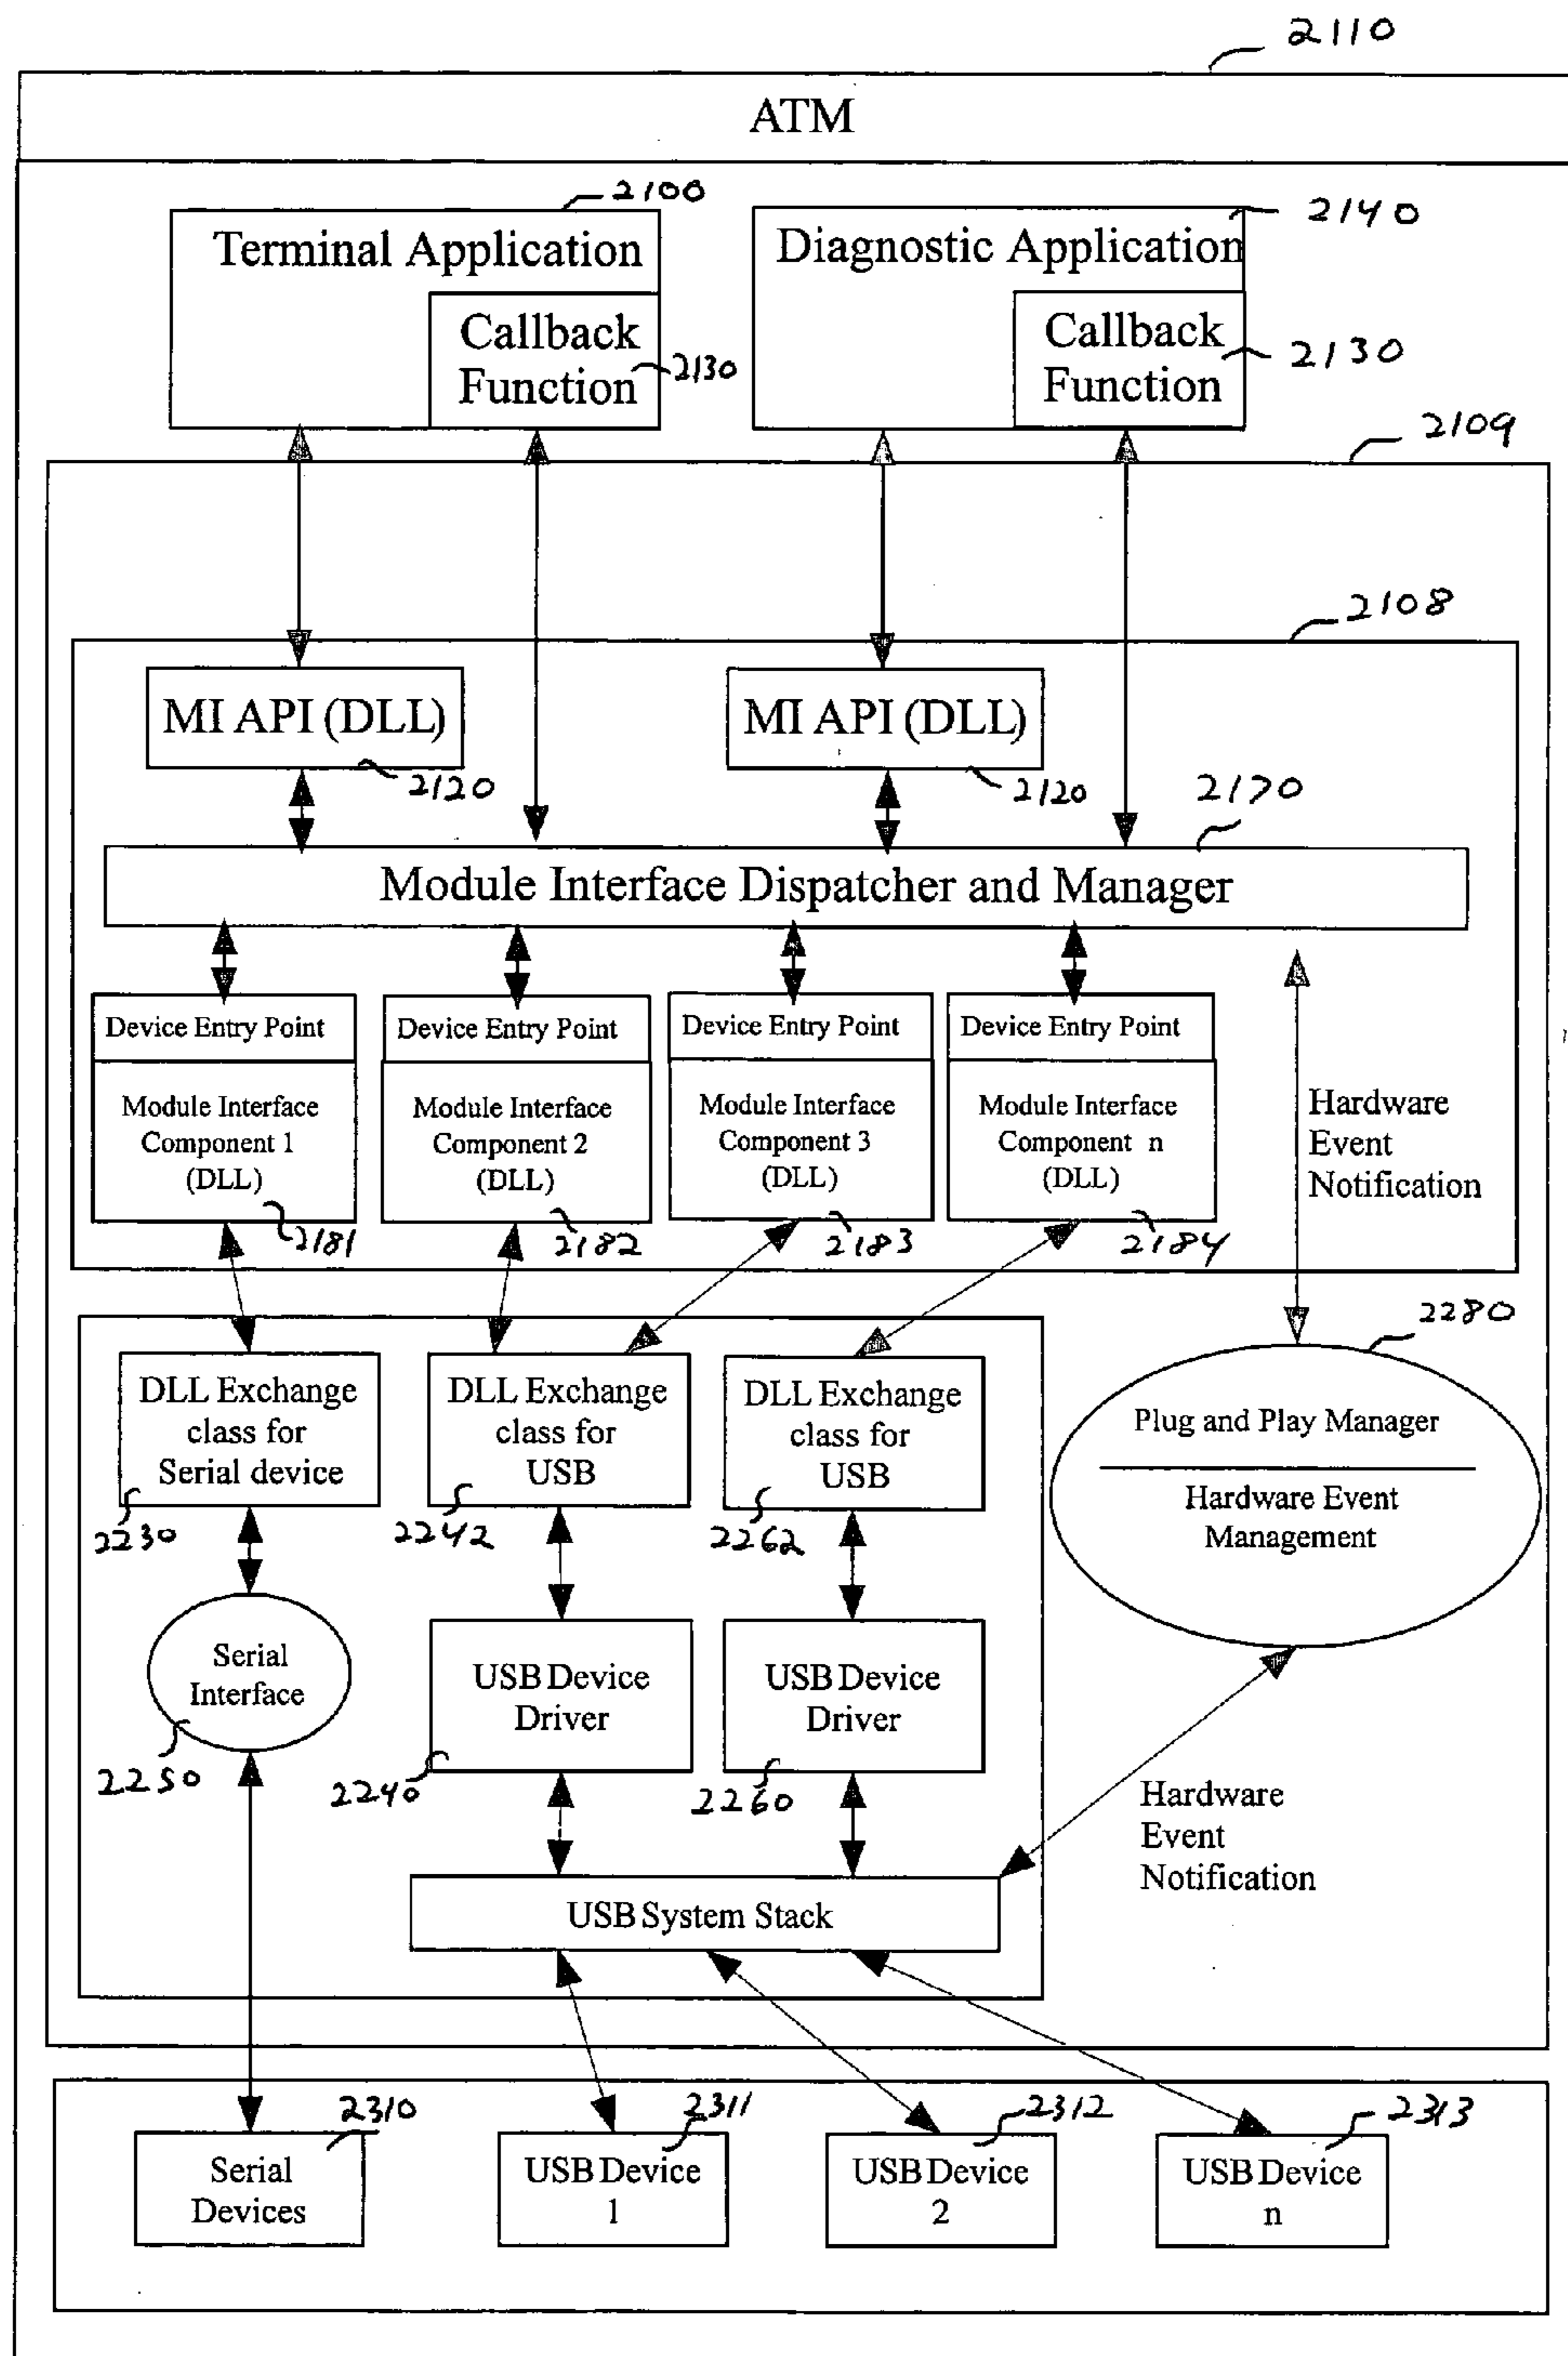 2110
ATM
2100
2140
Terminal Application
Diagnostic Application
Callback
Function
2130
Callback
Function
2130
2109
2108
MI API (DLL)
MI API (DLL)
2120
2120
2170
Module Interface Dispatcher and Manager
Device Entry Point
Device Entry Point
Device Entry Point
Device Entry Point
Module Interface
Component 1
(DLL)
Module Interface
Component 2
(DLL)
Module Interface
Component 3
(DLL)
Module Interface
Component n
(DLL)
Hardware
Event
Notification
2181
2182
2183
2184
2280
DLL Exchange
class for
Serial device
DLL Exchange
class for
USB
DLL Exchange
class for
USB
Plug and Play Manager
Hardware Event
Management
2230
2242
2262
Serial
Interface
USB Device
Driver
USB Device
Driver
2250
2240
2260
Hardware
Event
Notification
USB System Stack
2310
2311
2312
2313
Serial
Devices
USB Device
1
USB Device
2
USB Device
n